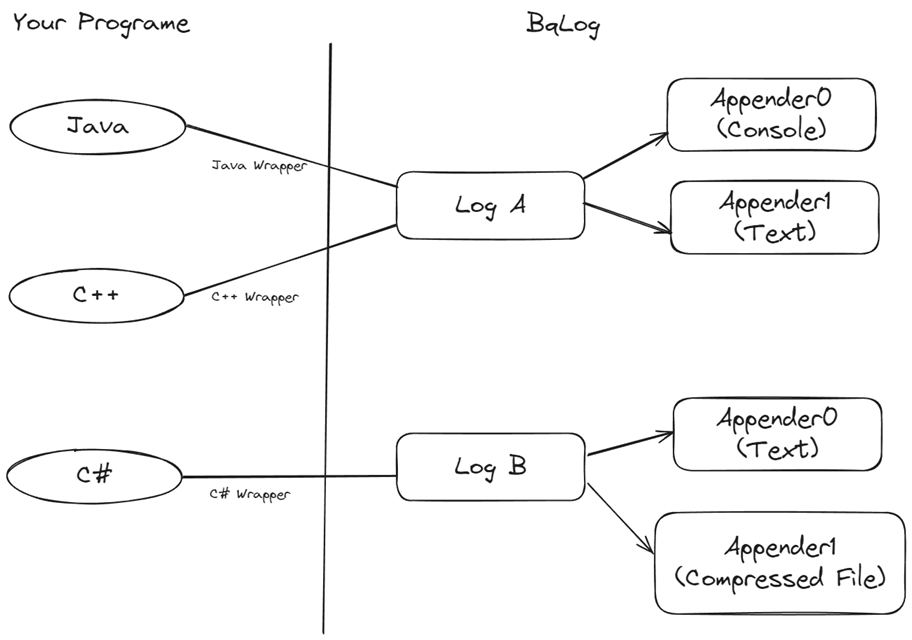 Your Programe
BqLog
Java
Java Wrapper
Log A
Appender0
(Console)
Appender1
(Text)
C++
C++ Wrapper
C#
C# Wrapper
Log B
Appender0
(Text)
Appender1
(Compressed File)